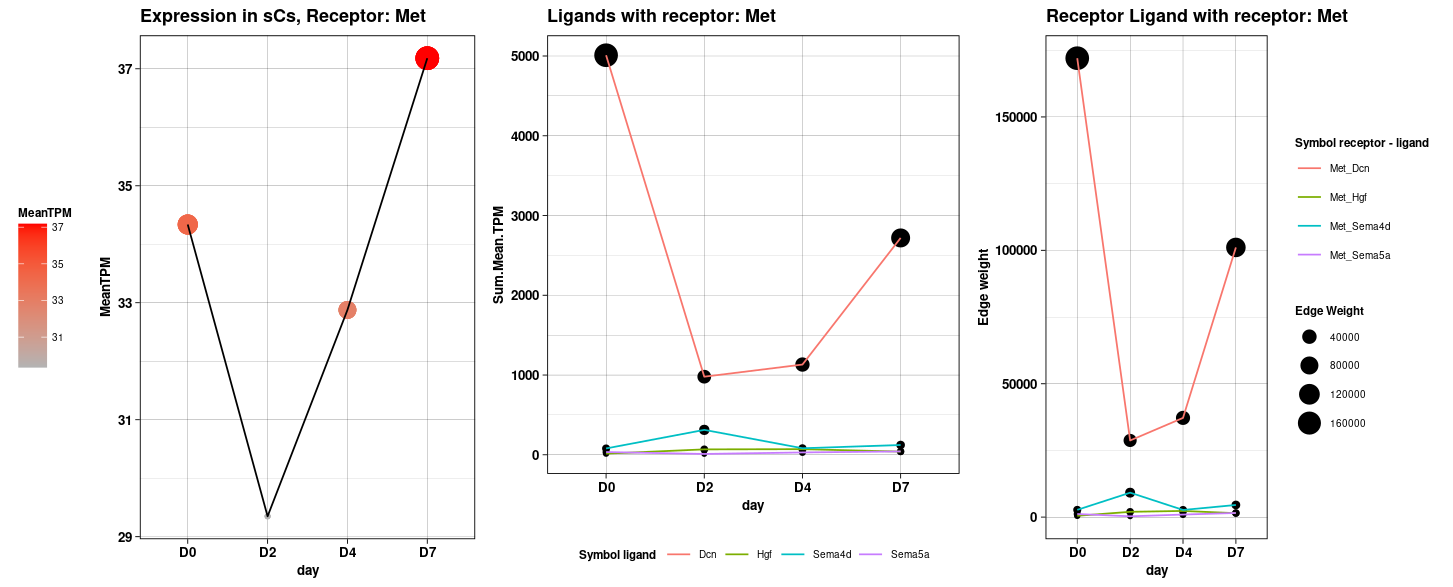 Expression in sCs, Receptor: Met
MeanTPM
37
35
33
31
MeanTPM
37
35
33
31
29
D0 D2 D4 D7
day
Ligands with receptor: Met
Sum.Mean.TPM
5000
4000
3000
2000
1000
0
D0 D2 D4 D7
day
Symbol ligand Dcn Hgf Sema4d Sema5a
Receptor Ligand with receptor: Met
Edge weight
150000
100000
50000
0
D0 D2 D4 D7
day
Symbol receptor - ligand
Met_Dcn
Met_Hgf
Met_Sema4d
Met_Sema5a
Edge Weight
40000
80000
120000
160000